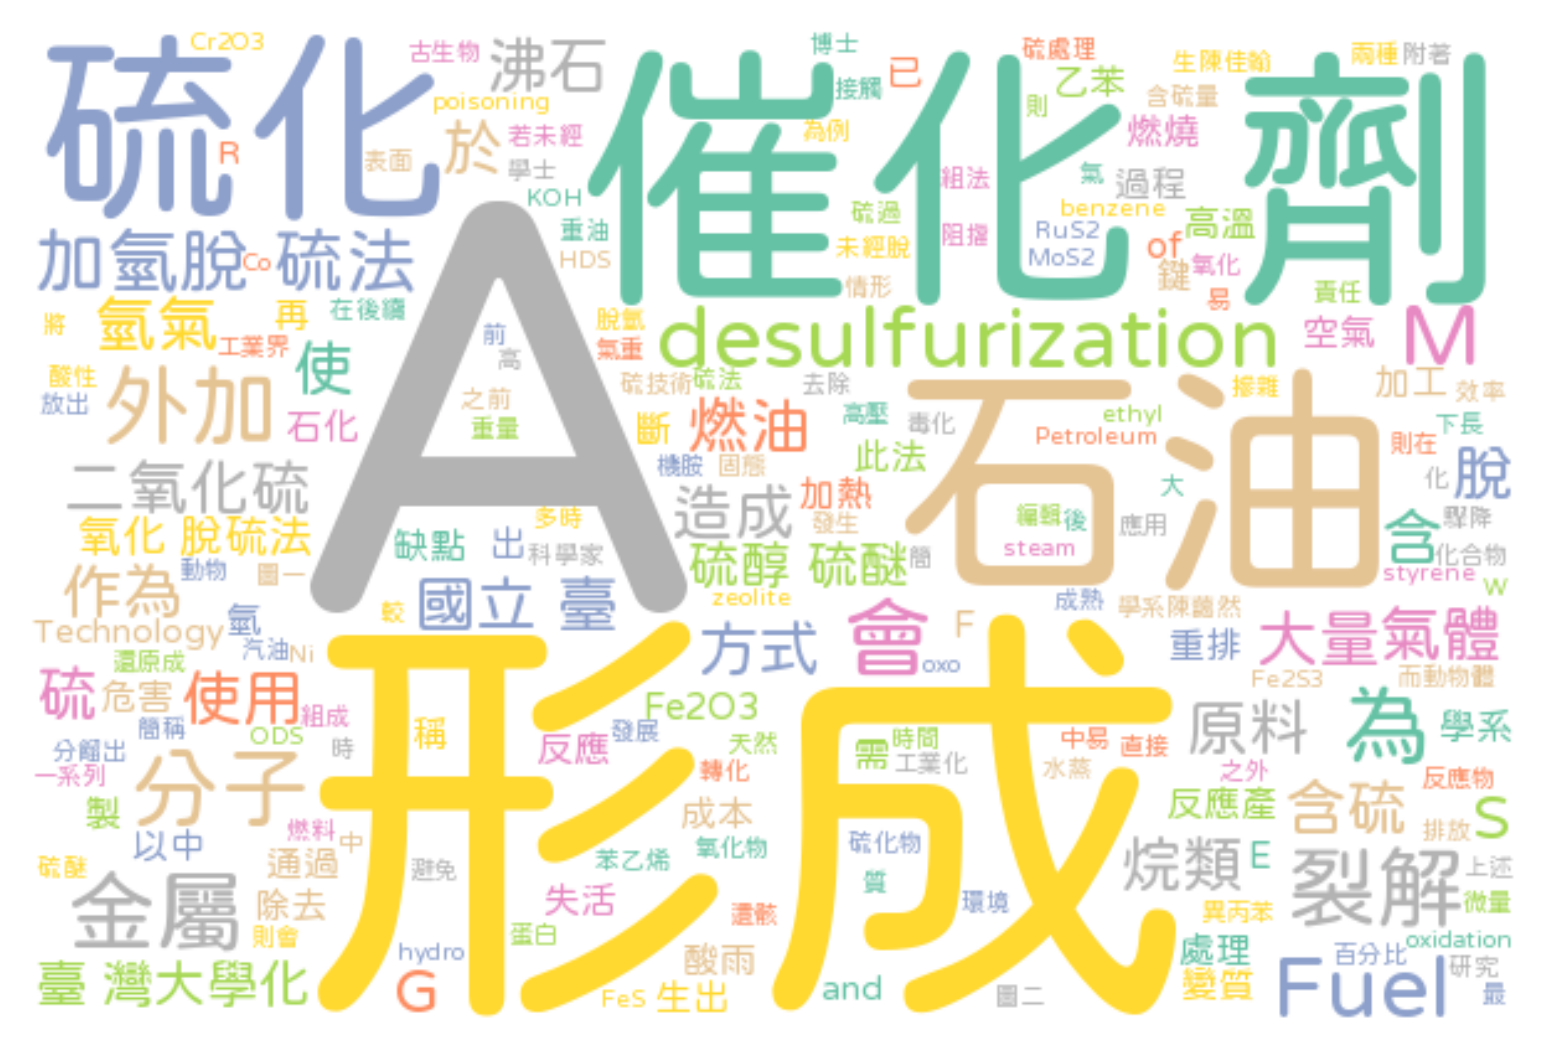 硫化
催化劑
A
石油
形成
Cr2O3
古生物
沸石
博士
已
硫處理
生陳佳翰
兩種
附著
接觸
乙苯
poisoning
含硫量
則
R
表面
於
若未經
為例
燃燒
學士
組法
氣
過程
KOH
硫過
benzene
高溫
重油
阻擋
RuS2
of
加氫脫
Co
硫法
HDS
未經脫
MoS2
鍵
氧化
情形
易
責任
將
氫氣
再
在後續
前
脫氫
desulfurization
空氣
M
工業界
使
高
氣重
酸性
放出
外加
石化
之前
重量
硫技術
硫法
去除
摻雜
加工
效率
斷
燃油
高壓
毒化
ethyl
Petroleum
下長
則在
二氧化硫
機胺
固態
此法
化
脫
造成
加熱
大
多時
發生
編輯
後
應用
含
驟降
氧化
脫硫法
缺點
出
科學家
硫醇
硫醚
簡
steam
化合物
動物
圖一
styrene
作為
國立
臺
zeolite
成熟
學系陳藹然
W
較
Technology
氫
方式
會
F
大量氣體
汽油
Ni
oxo
重排
還原成
硫
危害
使用
組成
Fe2O3
Fe2S3
而動物體
簡稱
ODS
稱
發展
原料
為
學系
分餾出
時
反應
天然
需
時間
中易
直接
一系列
分子
轉化
工業化
水蒸
之外
反應物
製
成本
反應產
含硫
S
燃料
排放
以中
中
氧化物
硫化物
硫醚
通過
避免
苯乙烯
烷類
E
裂解
上述
金屬
除去
失活
質
遺骸
環境
異丙苯
微量
則會
蛋白
hydro
處理
百分比
oxidation
臺
灣大學化
G
酸雨
FeS
生出
and
圖二
變質
Fuel
研究
最